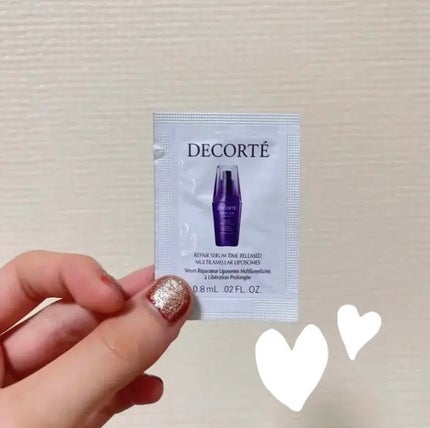 DECORTÉ
DECORTÉ
REPAIR SERUM TIME RELEASED
MULTILAMELLAR LIPOSOMES
Sérum Réparateur Liposomes Multilamellaires
à Libération Prolongée
0.8 mL .02 FL. OZ.